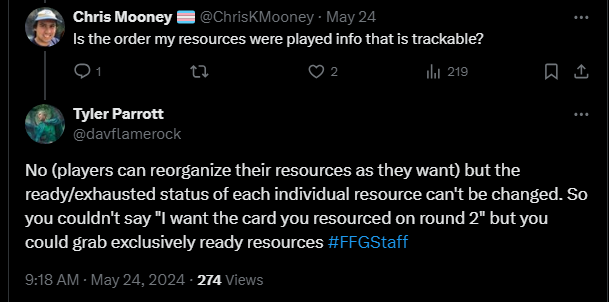 Chris Mooney @ChrisKMooney · May 24
Is the order my resources were played info that is trackable?
1 2 219
Tyler Parrott
@davflamerock
No (players can reorganize their resources as they want) but the
ready/exhausted status of each individual resource can't be changed. So
you couldn't say "I want the card you resourced on round 2" but you
could grab exclusively ready resources #FFGStaff
9:18 AM · May 24, 2024 · 274 Views